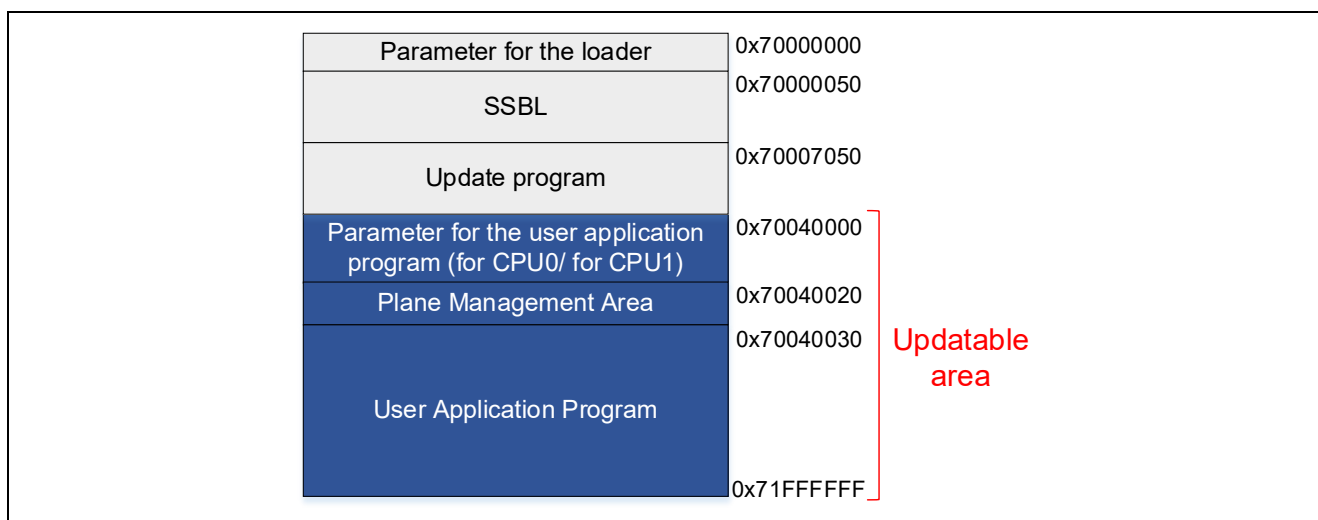 Parameter for the loader
0x70000000
0x70000050
SSBL
0x70007050
Update program
Parameter for the user application
program (for CPU0/ for CPU1)
0x70040000
Plane Management Area
0x70040020
0x70040030
User Application Program
0x71FFFFFF
Updatable
area